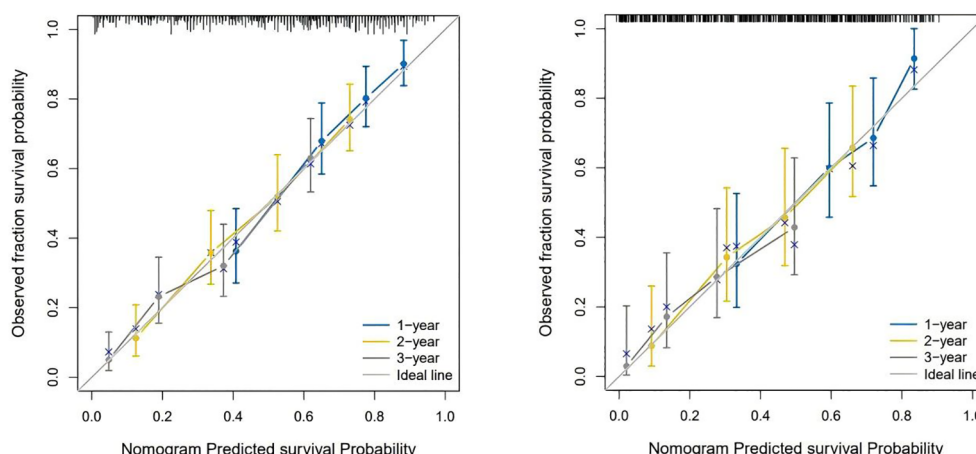 Observed fraction survival probability
1.0
0.8
0.6
0.4
0.2
0.0
1−year
2−year
3−year
Ideal line
0.0 0.2 0.4 0.6 0.8 1.0
Nomogram Predicted survival Probability
Observed fraction survival probability
1.0
0.8
0.6
0.4
0.2
0.0
1−year
2−year
3−year
Ideal line
0.0 0.2 0.4 0.6 0.8 1.0
Nomogram Predicted survival Probability